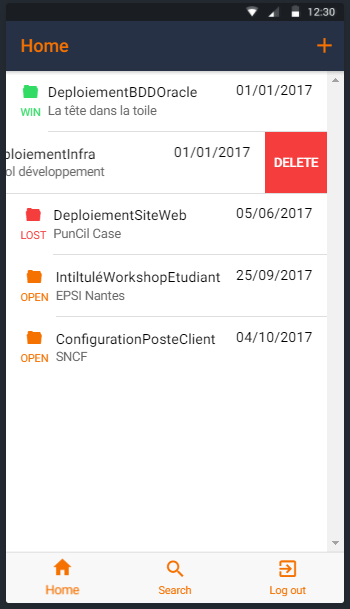 12:30
Home
+
DeploiementBDDOracle 01/01/2017
WIN La tête dans la toile
ploiementInfra 01/01/2017 DELETE
ol développement
DeploiementSiteWeb 05/06/2017
LOST PunCil Case
IntiltuléWorkshopEtudiant 25/09/2017
OPEN EPSI Nantes
ConfigurationPosteClient 04/10/2017
OPEN SNCF
Home Search Log out